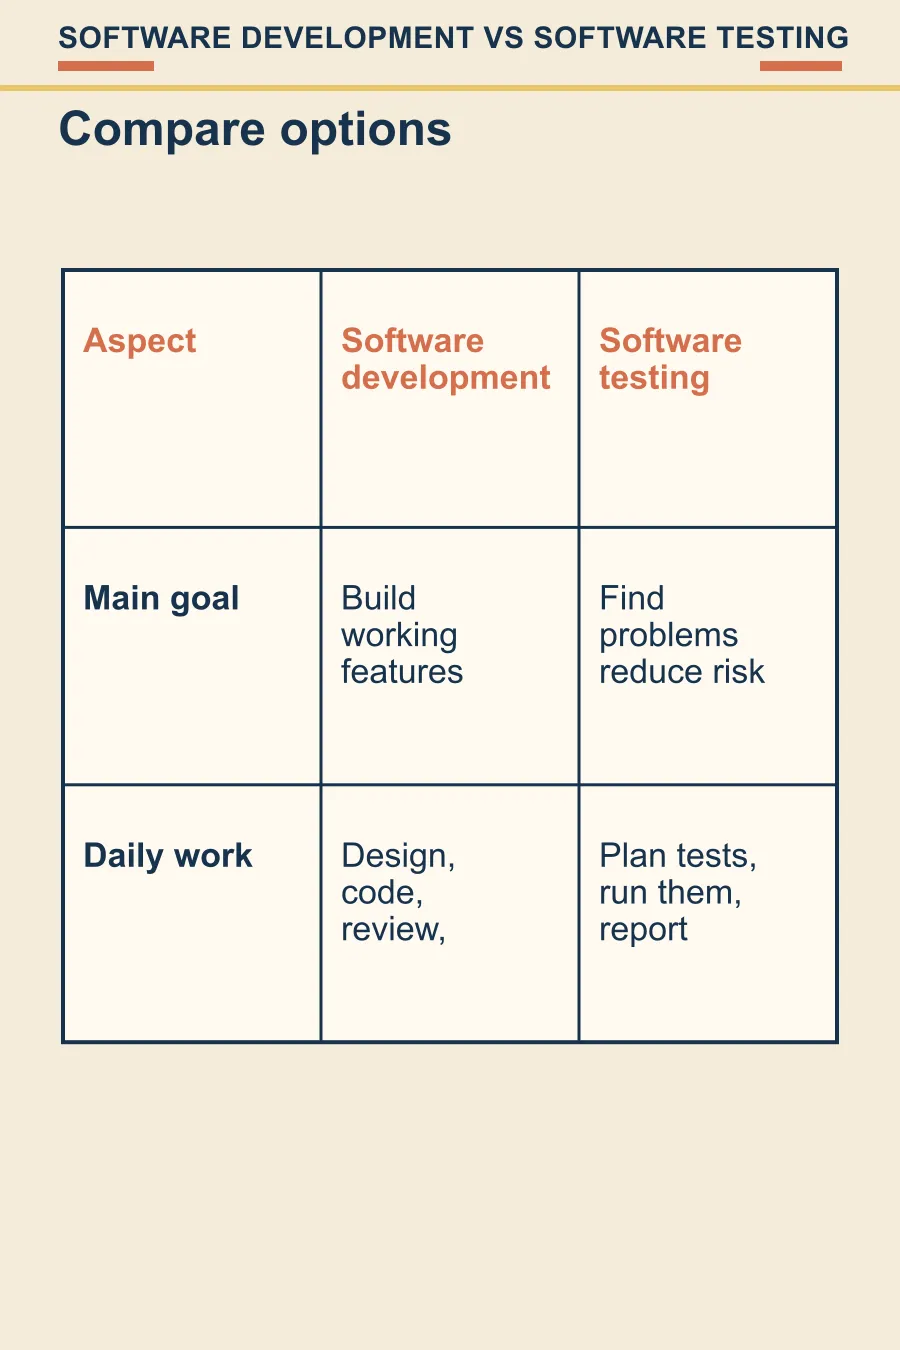 SOFTWARE DEVELOPMENT VS SOFTWARE TESTING
Compare options
Aspect
Software
development
Software
testing
Main goal
Build
working
features
Find
problems
reduce risk
Daily work
Design,
code,
review,
Plan tests,
run them,
report